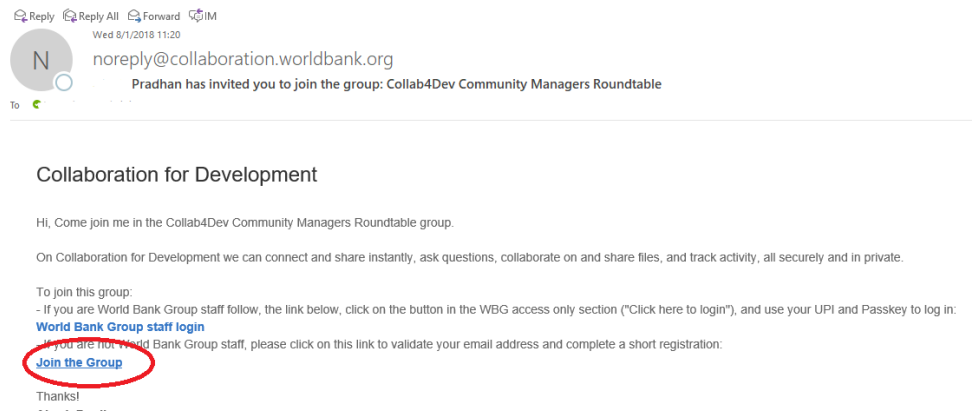 Reply Reply All Forward IM
Wed 8/1/2018 11:20
N
noreply@collaboration.worldbank.org
Pradhan has invited you to join the group: Collab4Dev Community Managers Roundtable
To
Collaboration for Development
Hi, Come join me in the Collab4Dev Community Managers Roundtable group.
On Collaboration for Development we can connect and share instantly, ask questions, collaborate on and share files, and track activity, all securely and in private.
To join this group:
- If you are World Bank Group staff follow, the link below, click on the button in the WBG access only section ("Click here to login"), and use your UPI and Passkey to log in:
World Bank Group staff login
- If you are not World Bank Group staff, please click on this link to validate your email address and complete a short registration:
Join the Group
Thanks!